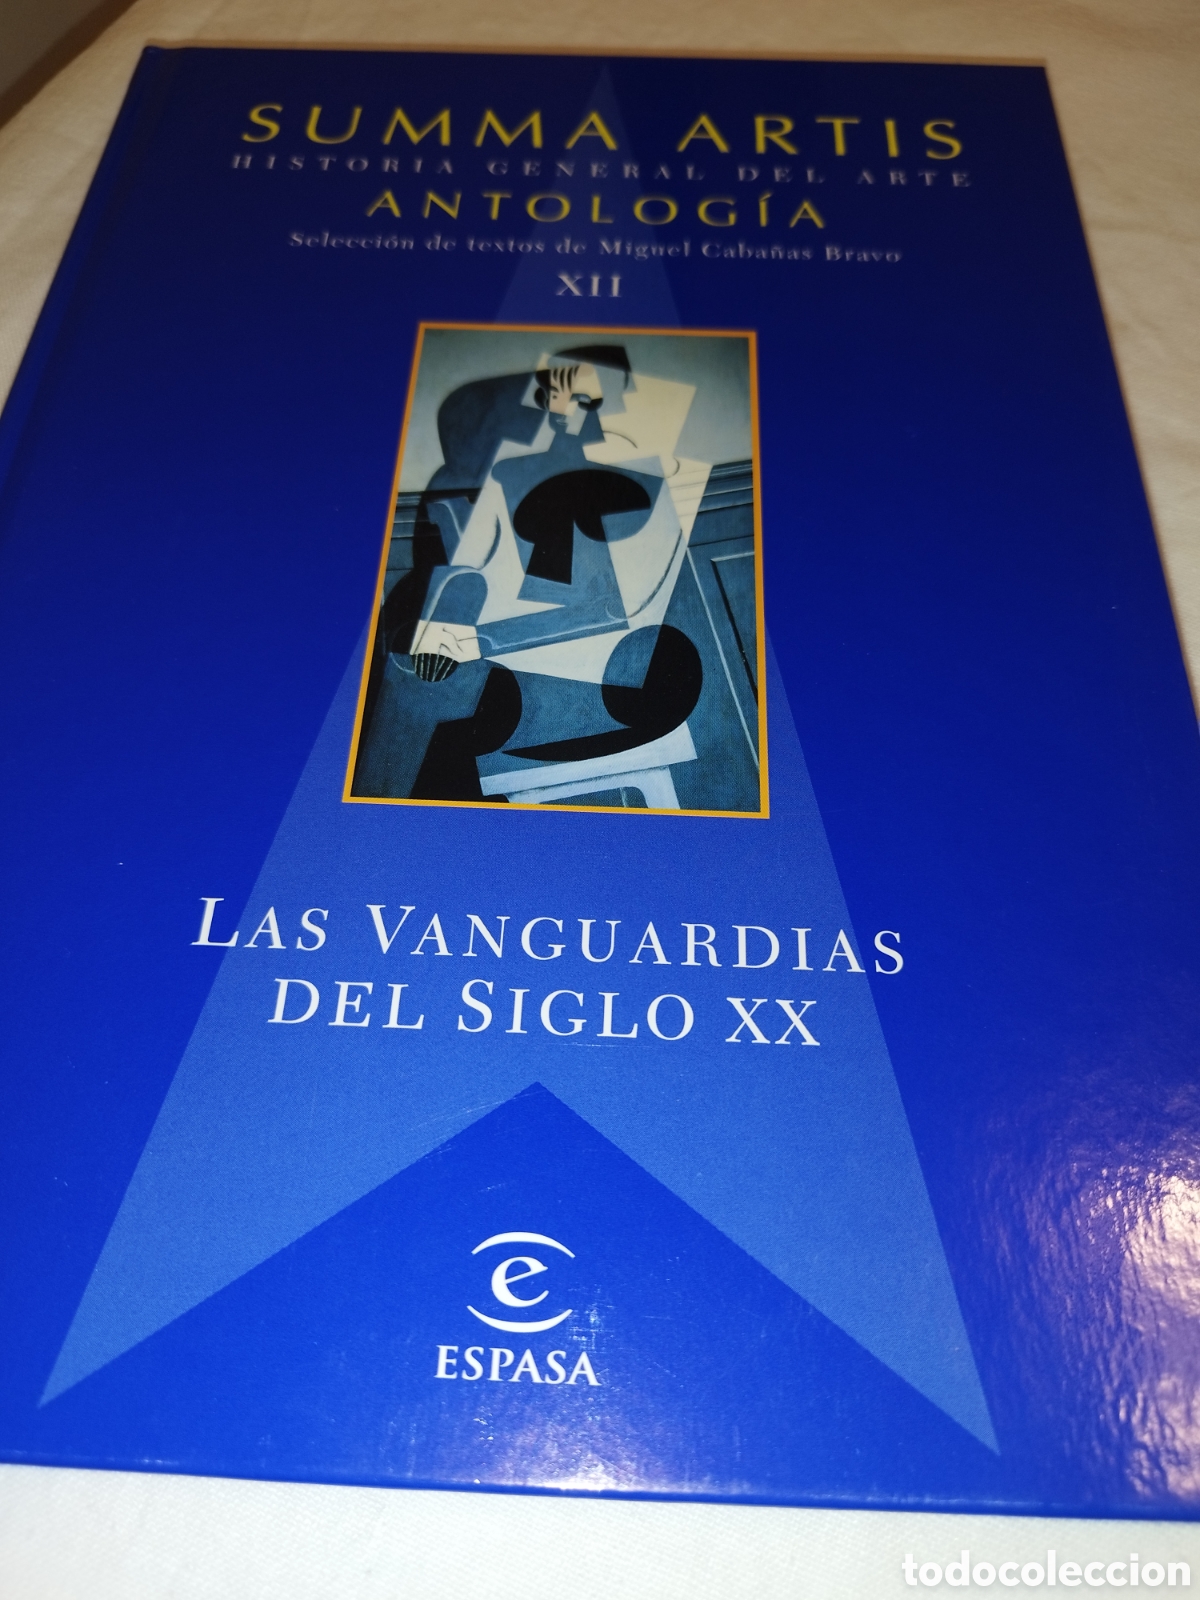 SUMMA ARTIS
HISTORIA GENERAL DEL ARTE
ANTOLOGÍA
Selección de textos de Miguel Cabañas Bravo
XII
LAS VANGUARDIAS
DEL SIGLO XX
e
ESPASA
todocoleccion